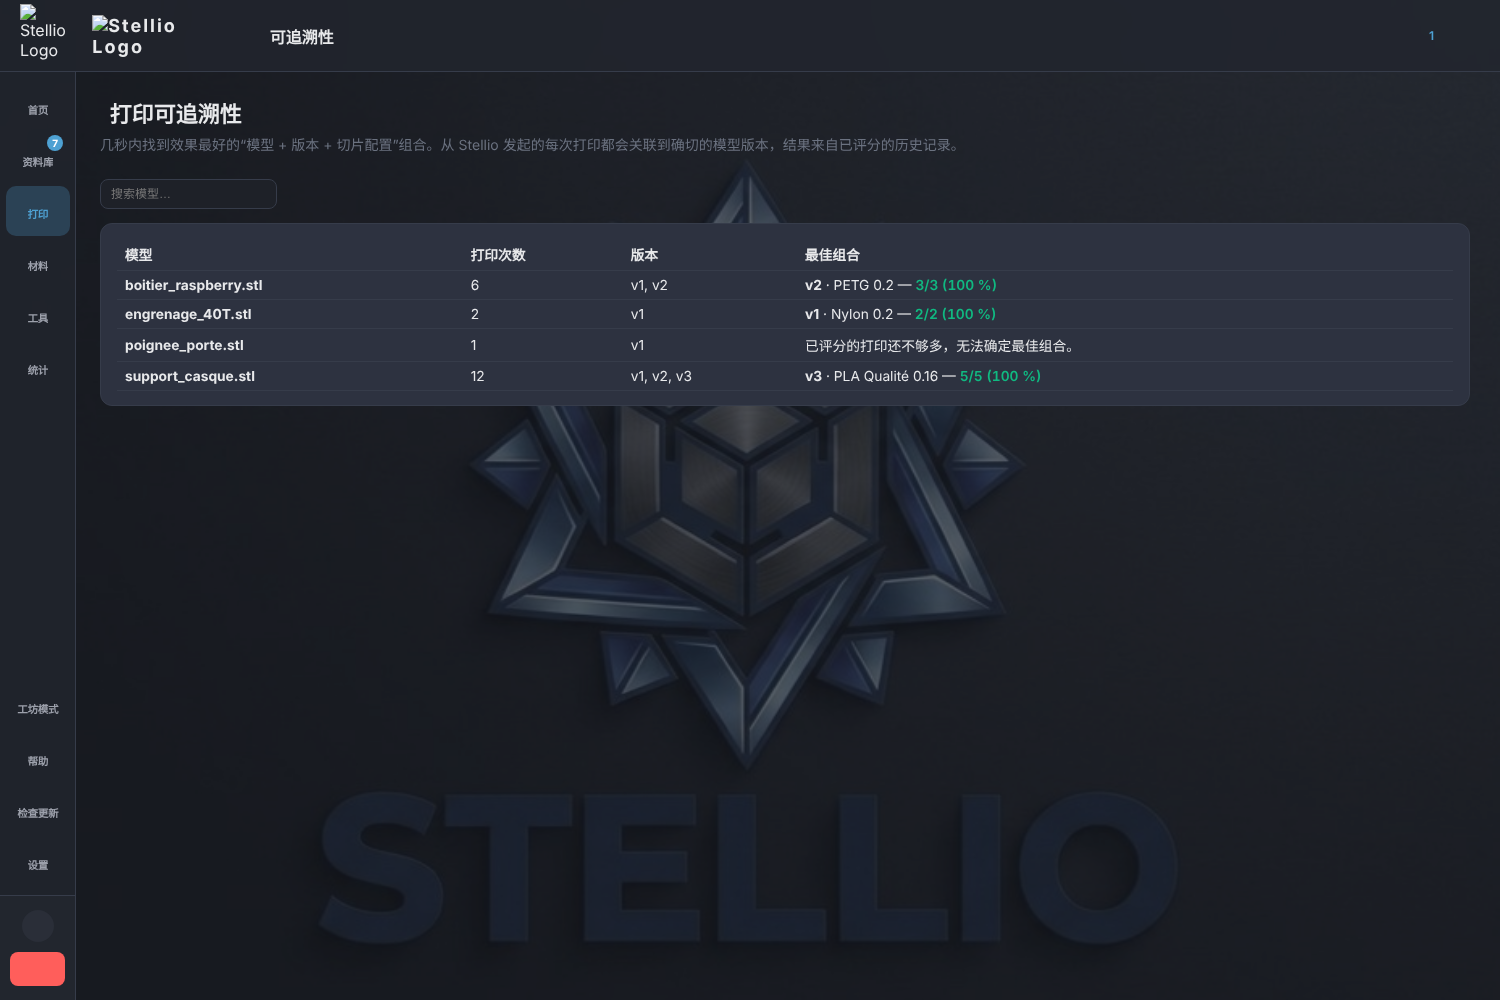 Stellio Logo
Stellio Logo
可追溯性
1
首页
7
资料库
打印
材料
工具
统计
工坊模式
帮助
检查更新
设置
打印可追溯性
几秒内找到效果最好的"模型 + 版本 + 切片配置"组合。从 Stellio 发起的每次打印都会关联到确切的模型版本，结果来自已评分的历史记录。
搜索模型...
模型 打印次数 版本 最佳组合
boitier_raspberry.stl 6 v1, v2 v2 · PETG 0.2 — 3/3 (100 %)
engrenage_40T.stl 2 v1 v1 · Nylon 0.2 — 2/2 (100 %)
poignee_porte.stl 1 v1 已评分的打印还不够多，无法确定最佳组合。
support_casque.stl 12 v1, v2, v3 v3 · PLA Qualité 0.16 — 5/5 (100 %)
STELLIO